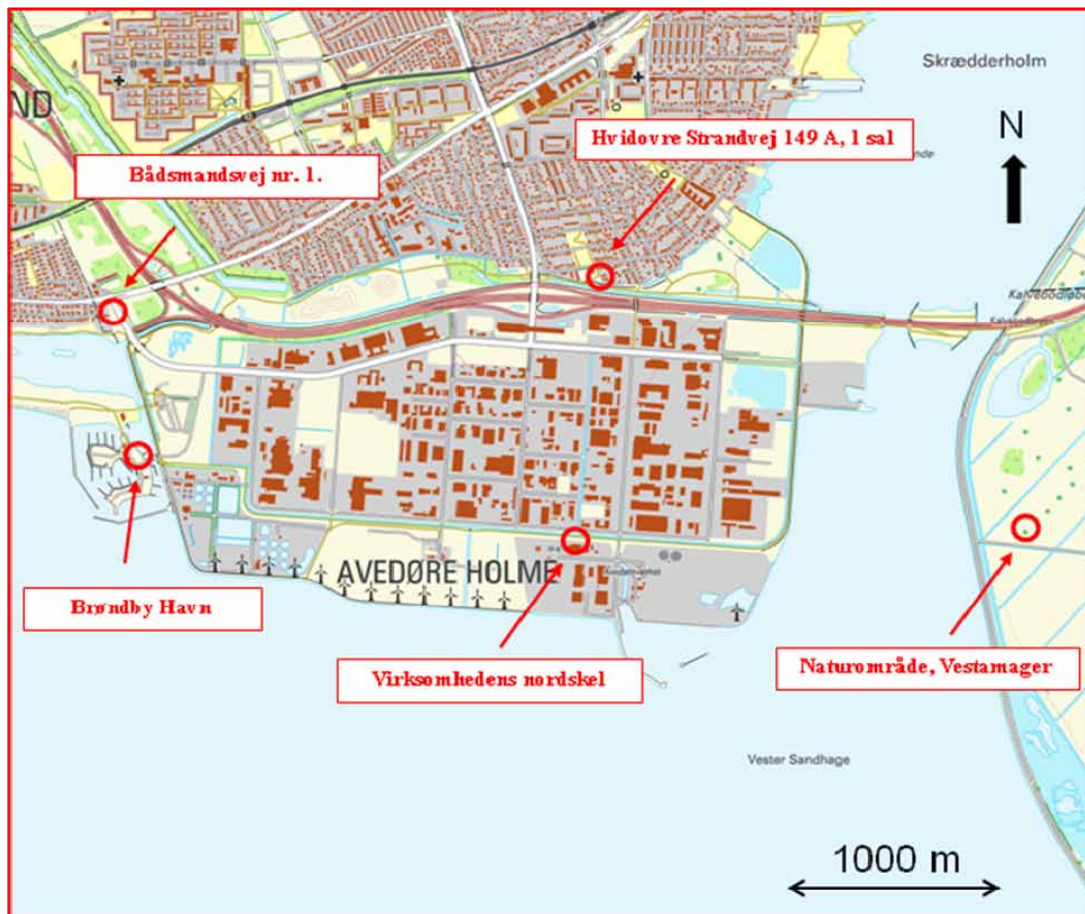 Skrædderholm
ND
Hvidovre Strandvej 149 A, 1 sal
N
Bådsmandsvej nr. 1.
AVEDØRE HOLME
Brøndby Havn
Virksomhedens nordskel
Naturområde, Vestamager
Vester Sandhage
1000 m